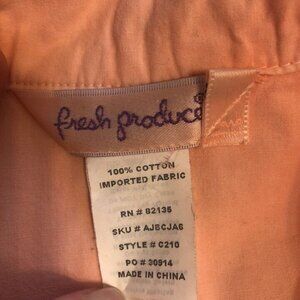 fresh produce®
100% COTTON
IMPORTED FABRIC
RN # 82135
SKU # AJBCJA6
STYLE # C210
PO # 30914
MADE IN CHINA